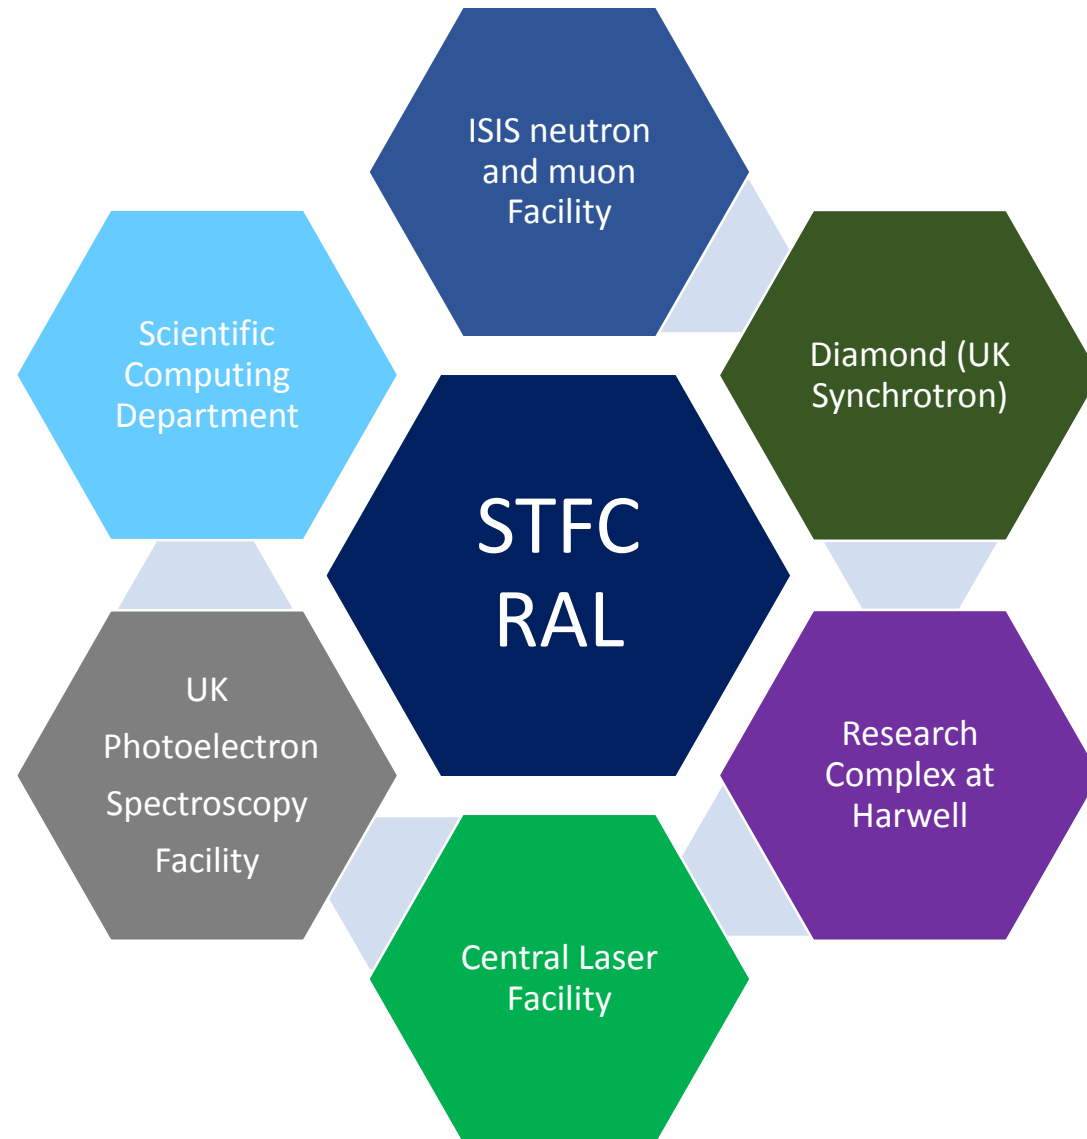 ISIS neutron
and muon
Facility
Diamond (UK
Synchrotron)
Research
Complex at
Harwell
Central Laser
Facility
UK
Photoelectron
Spectroscopy
Facility
Scientific
Computing
Department
STFC
RAL